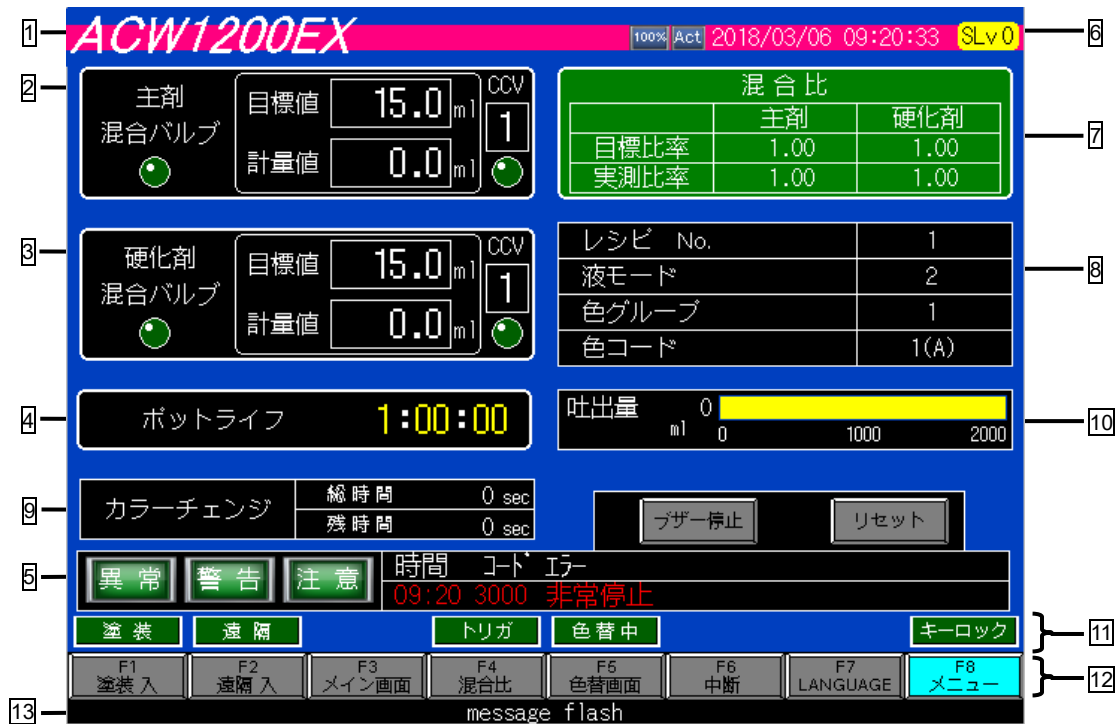 1 ACW1200EX 100% Act 2018/03/06 09:20:33 SLv0 6
2 主剤 混合バルブ 目標値 15.0 ml CCV 1
計量値 0.0 ml
混合比 7
主剤 硬化剤
目標比率 1.00 1.00
実測比率 1.00 1.00
3 硬化剤 混合バルブ 目標値 15.0 ml CCV 1
計量値 0.0 ml
レシピ No. 1
液モード 2 8
色グループ 1
色コード 1(A)
4 ポットライフ 1:00:00
吐出量 ml 0 10
0 1000 2000
9 カラーチェンジ 総時間 0 sec
残時間 0 sec
ブザー停止 リセット
5 異常 警告 注意 時間 コード エラー
09:20 3000 非常停止
塗装 遠隔 トリガ 色替中 キーロック 11
F1 F2 F3 F4 F5 F6 F7 F8
塗装入 遠隔入 メイン画面 混合比 色替画面 中断 LANGUAGE メニュー 12
13 message flash